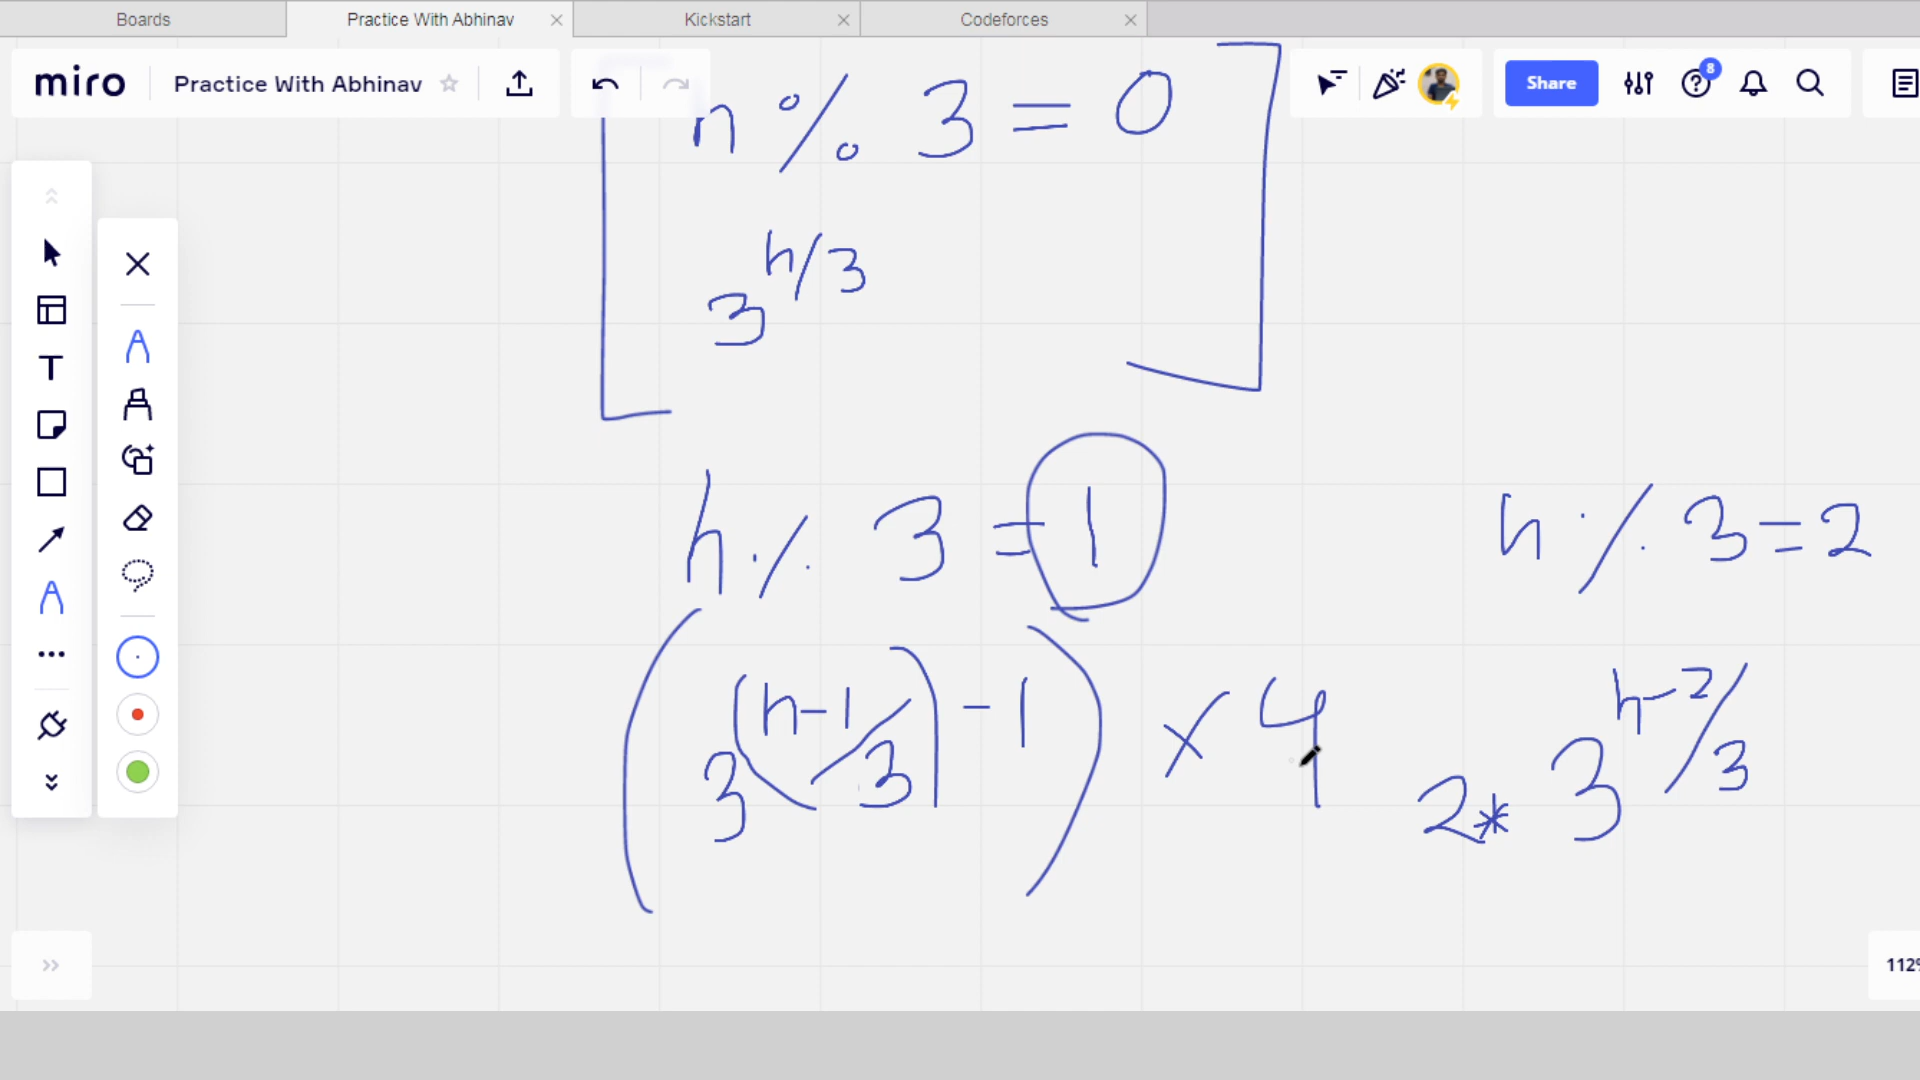 Boards Practice With Abhinav Kickstart Codeforces
miro Practice With Abhinav Share 8
n % 3 = 0
3^{n/3}
n % 3 = 1
n % 3 = 2
(3^{(n-1/3)-1}) × 4
2* 3^{n-2/3}
T
112%